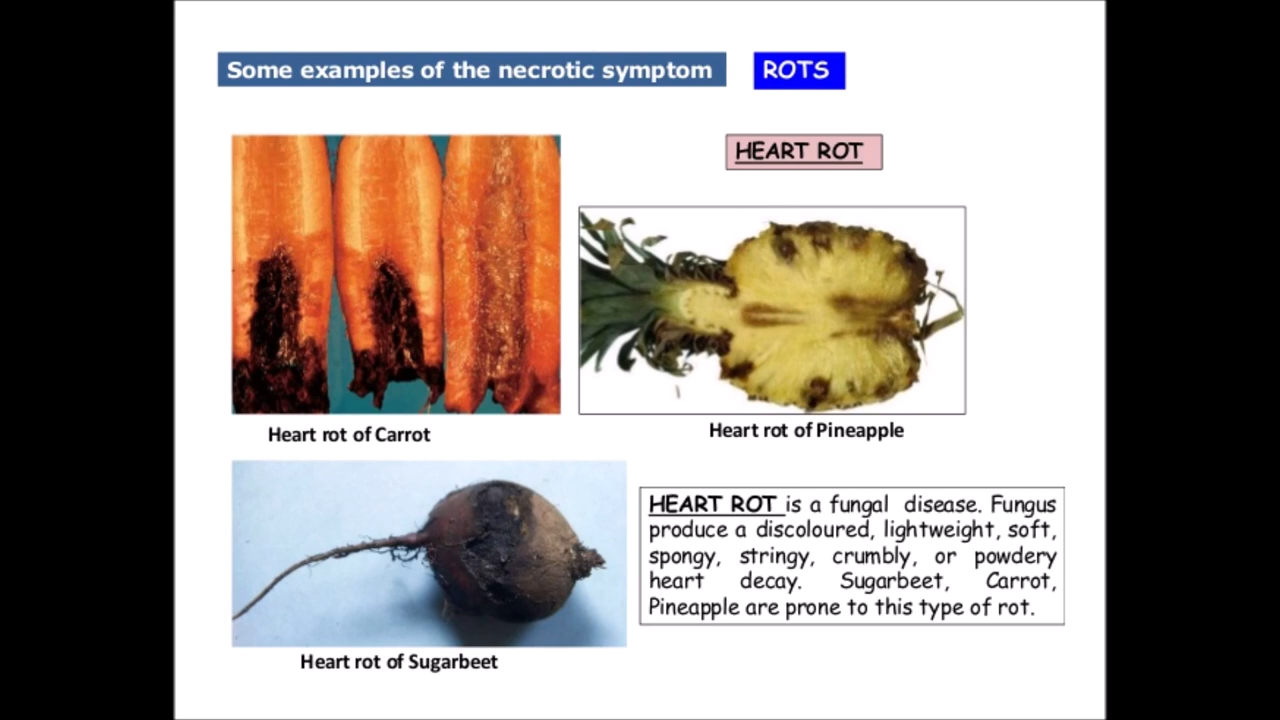 Some examples of the necrotic symptom
ROTS
HEART ROT
Heart rot of Carrot
Heart rot of Pineapple
HEART ROT is a fungal disease. Fungus
produce a discoloured, lightweight, soft,
spongy, stringy, crumbly, or powdery
heart decay. Sugarbeet, Carrot,
Pineapple are prone to this type of rot.
Heart rot of Sugarbeet